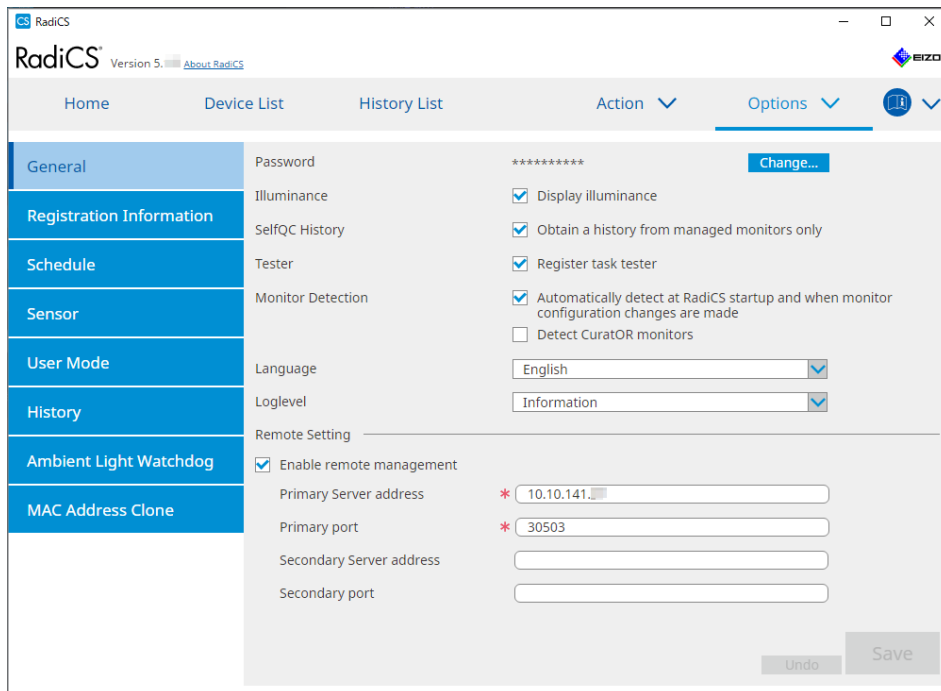 CS RadiCS
RadiCS® Version 5. About RadiCS
EIZO
Home Device List History List Action Options
General
Registration Information
Schedule
Sensor
User Mode
History
Ambient Light Watchdog
MAC Address Clone
Password ********** Change...
Illuminance Display illuminance
SelfQC History Obtain a history from managed monitors only
Tester Register task tester
Monitor Detection Automatically detect at RadiCS startup and when monitor
configuration changes are made
Detect CuratOR monitors
Language English
Loglevel Information
Remote Setting
Enable remote management
Primary Server address * 10.10.141.
Primary port * 30503
Secondary Server address
Secondary port
Undo Save